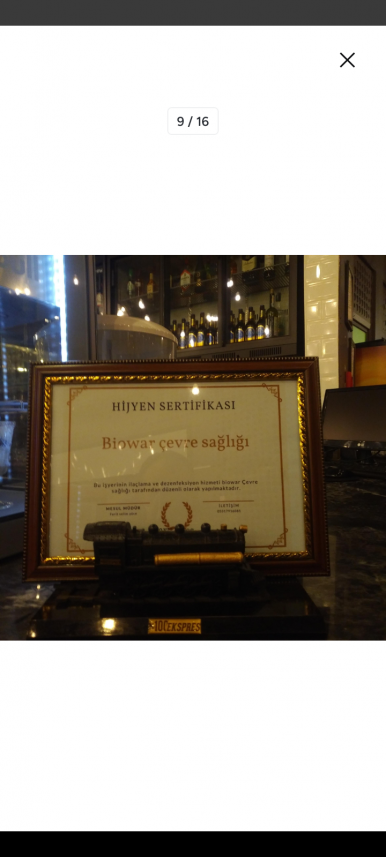 9 / 16
HİJYEN SERTİFİKASI
Biowar çevre sağlığı
Bu işyerinin ilaçlama ve dezenfeksiyon hizmeti biowar Çevre
sağlığı tarafından düzenli olarak yapılmaktadır.
İLETİŞİM
EKSPRES